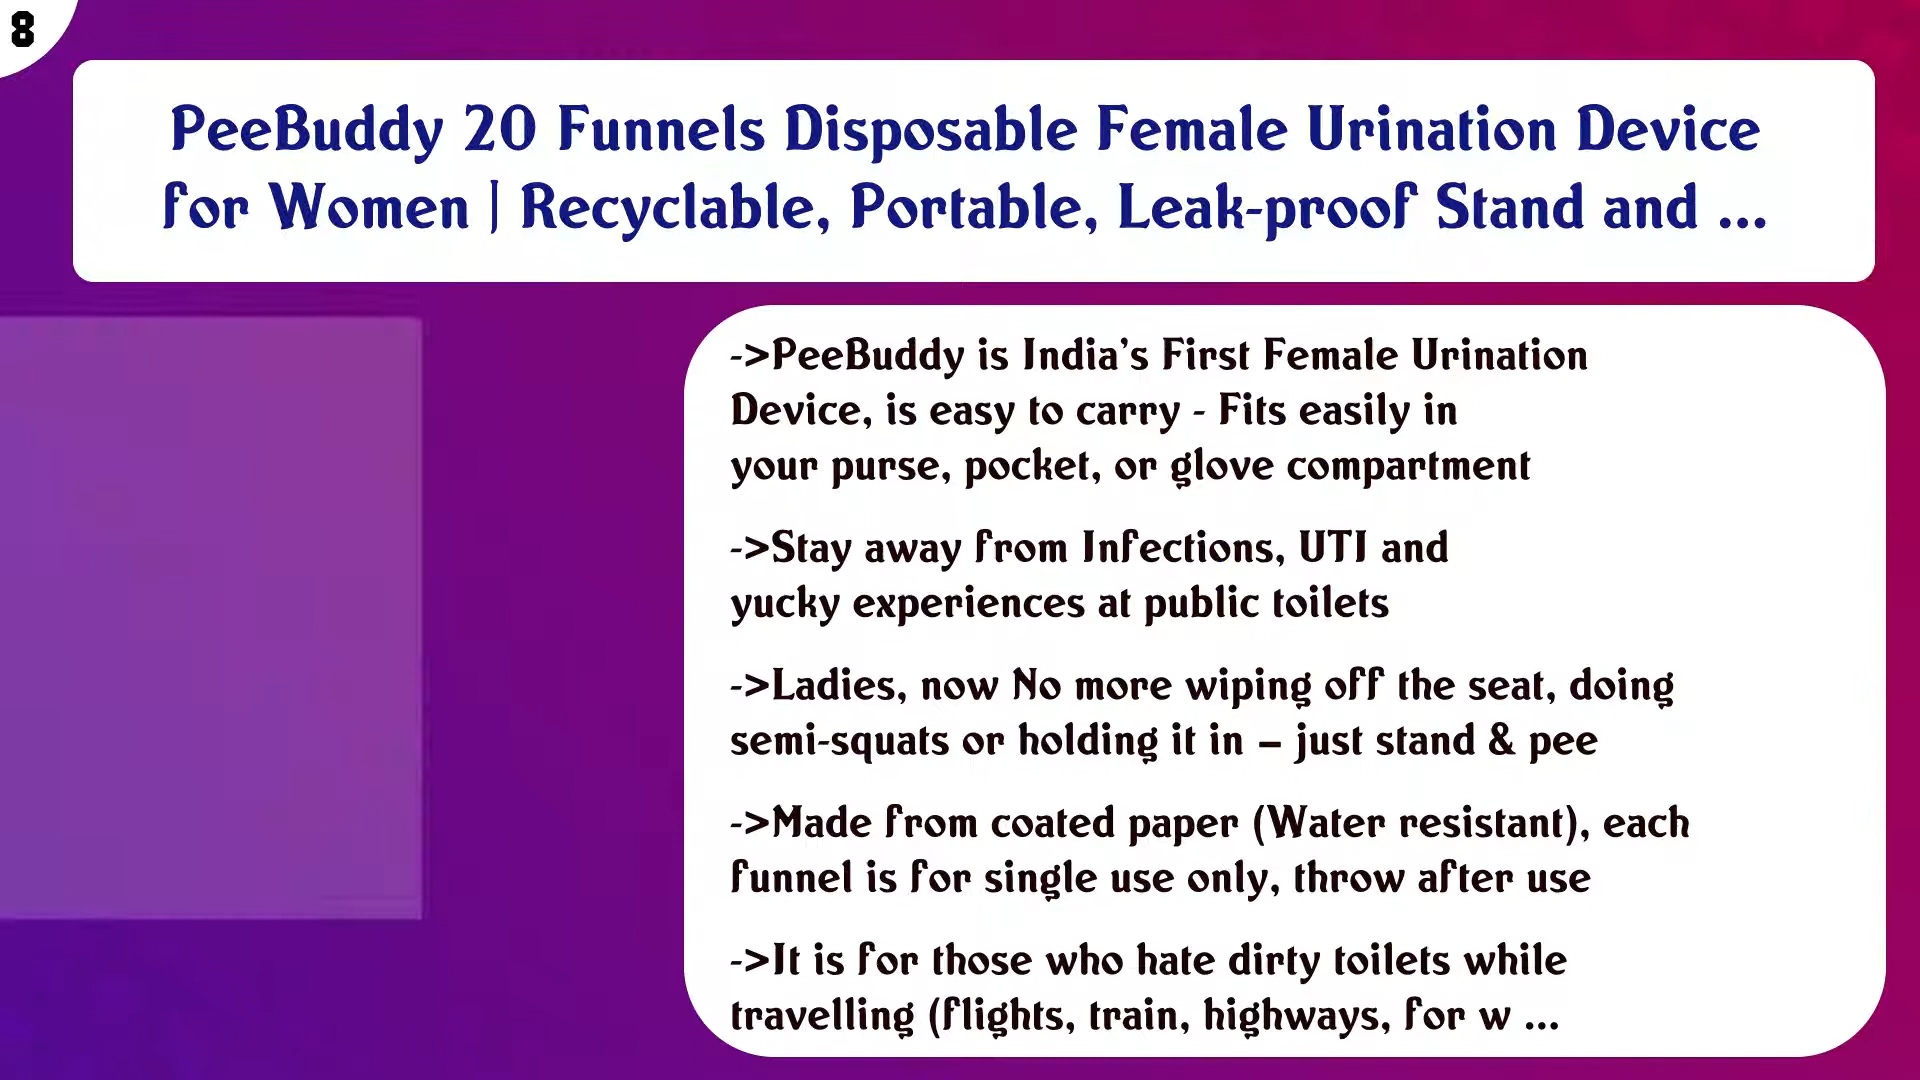 8
PeeBuddy 20 Funnels Disposable Female Urination Device
for Women | Recyclable, Portable, Leak-proof Stand and ...
->PeeBuddy is India's First Female Urination
Device, is easy to carry - Fits easily in
your purse, pocket, or glove compartment
->Stay away from Infections, UTI and
yucky experiences at public toilets
->Ladies, now No more wiping off the seat, doing
semi-squats or holding it in – just stand & pee
->Made from coated paper (Water resistant), each
funnel is for single use only, throw after use
->It is for those who hate dirty toilets while
travelling (flights, train, highways, for w ...